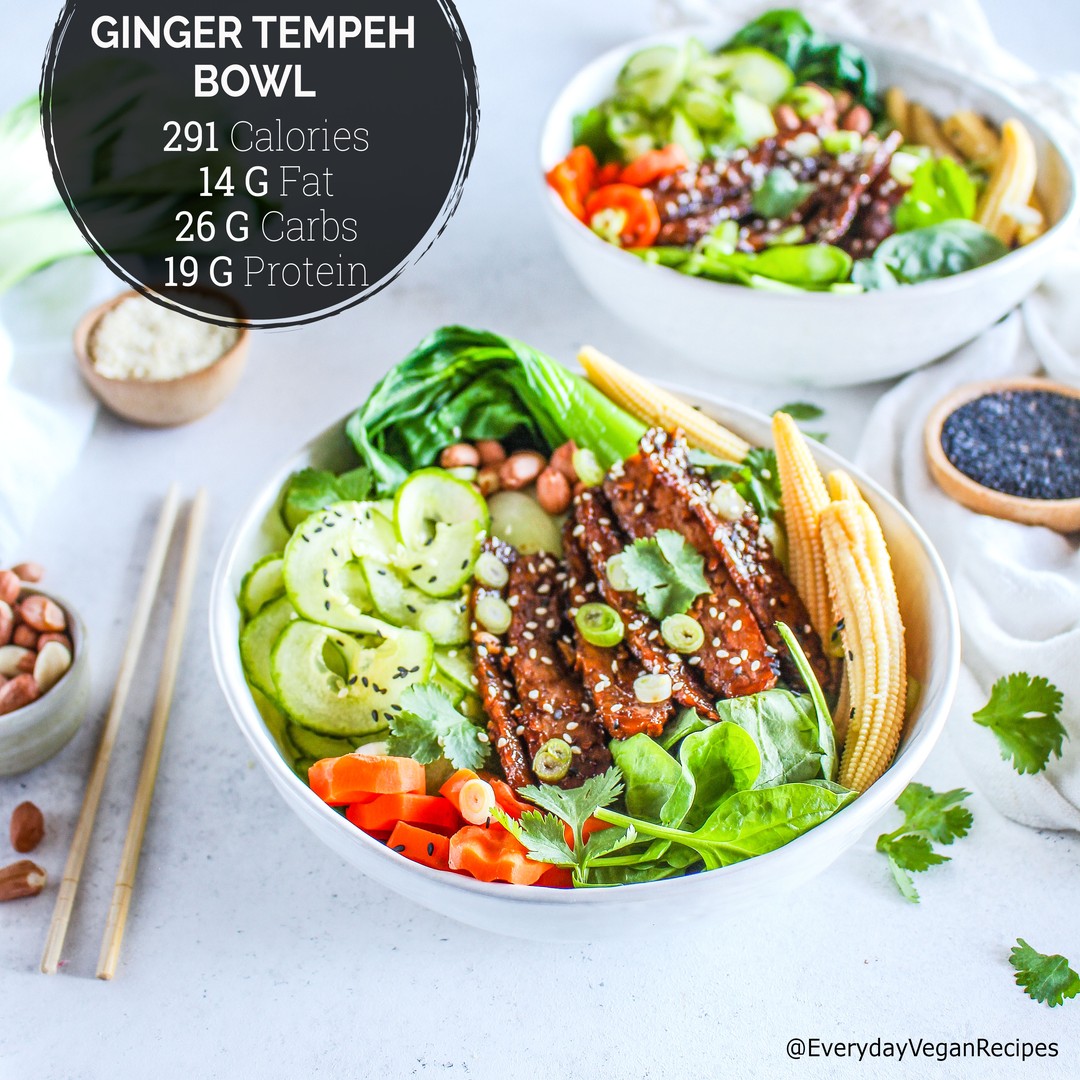 GINGER TEMPEH
BOWL
291 Calories
14 G Fat
26 G Carbs
19 G Protein
@EverydayVeganRecipes